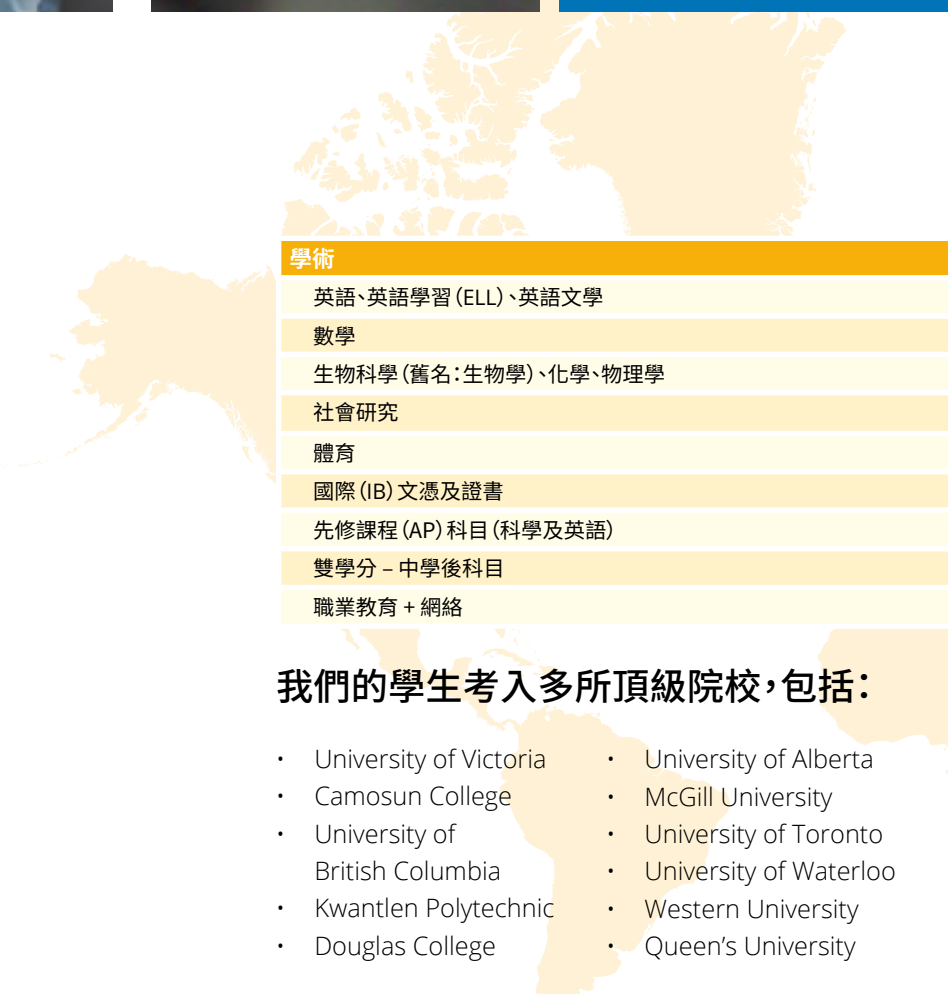 學術
英語、英語學習（ELL）、英語文學
數學
生物科學（舊名：生物學）、化學、物理學
社會研究
體育
國際（IB）文憑及證書
先修課程（AP）科目（科學及英語）
雙學分 – 中學後科目
職業教育 + 網絡
我們的學生考入多所頂級院校，包括：
• University of Victoria
• Camosun College
• University of
British Columbia
• Kwantlen Polytechnic
• Douglas College
• University of Alberta
• McGill University
• University of Toronto
• University of Waterloo
• Western University
• Queen’s University